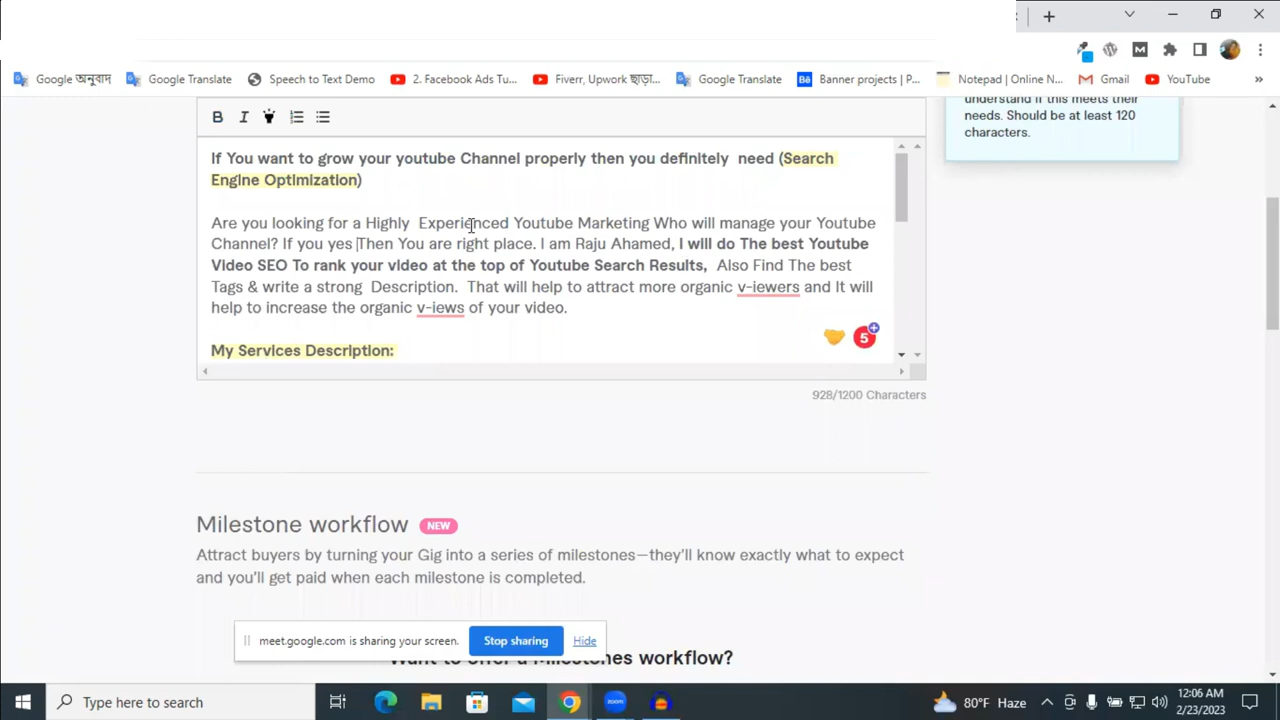 Google অনুবাদ
Google Translate
Speech to Text Demo
2. Facebook Ads Tu...
Fiverr, Upwork ছাড়া...
Google Translate
Bē Banner projects | P...
Notepad | Online N...
Gmail
YouTube
»
understand if this meets their
needs. Should be at least 120
characters.
B I
If You want to grow your youtube Channel properly then you definitely need (Search
Engine Optimization)
Are you looking for a Highly Experienced Youtube Marketing Who will manage your Youtube
Channel? If you yes Then You are right place. I am Raju Ahamed, I will do The best Youtube
Video SEO To rank your video at the top of Youtube Search Results, Also Find The best
Tags & write a strong Description. That will help to attract more organic v-iewers and It will
help to increase the organic v-iews of your video.
5
My Services Description:
928/1200 Characters
Milestone workflow NEW
Attract buyers by turning your Gig into a series of milestones—they'll know exactly what to expect
and you'll get paid when each milestone is completed.
meet.google.com is sharing your screen. Stop sharing Hide
Want to offer a Milestones workflow?
Type here to search
zoom
80°F Haze
12:06 AM
2/23/2023